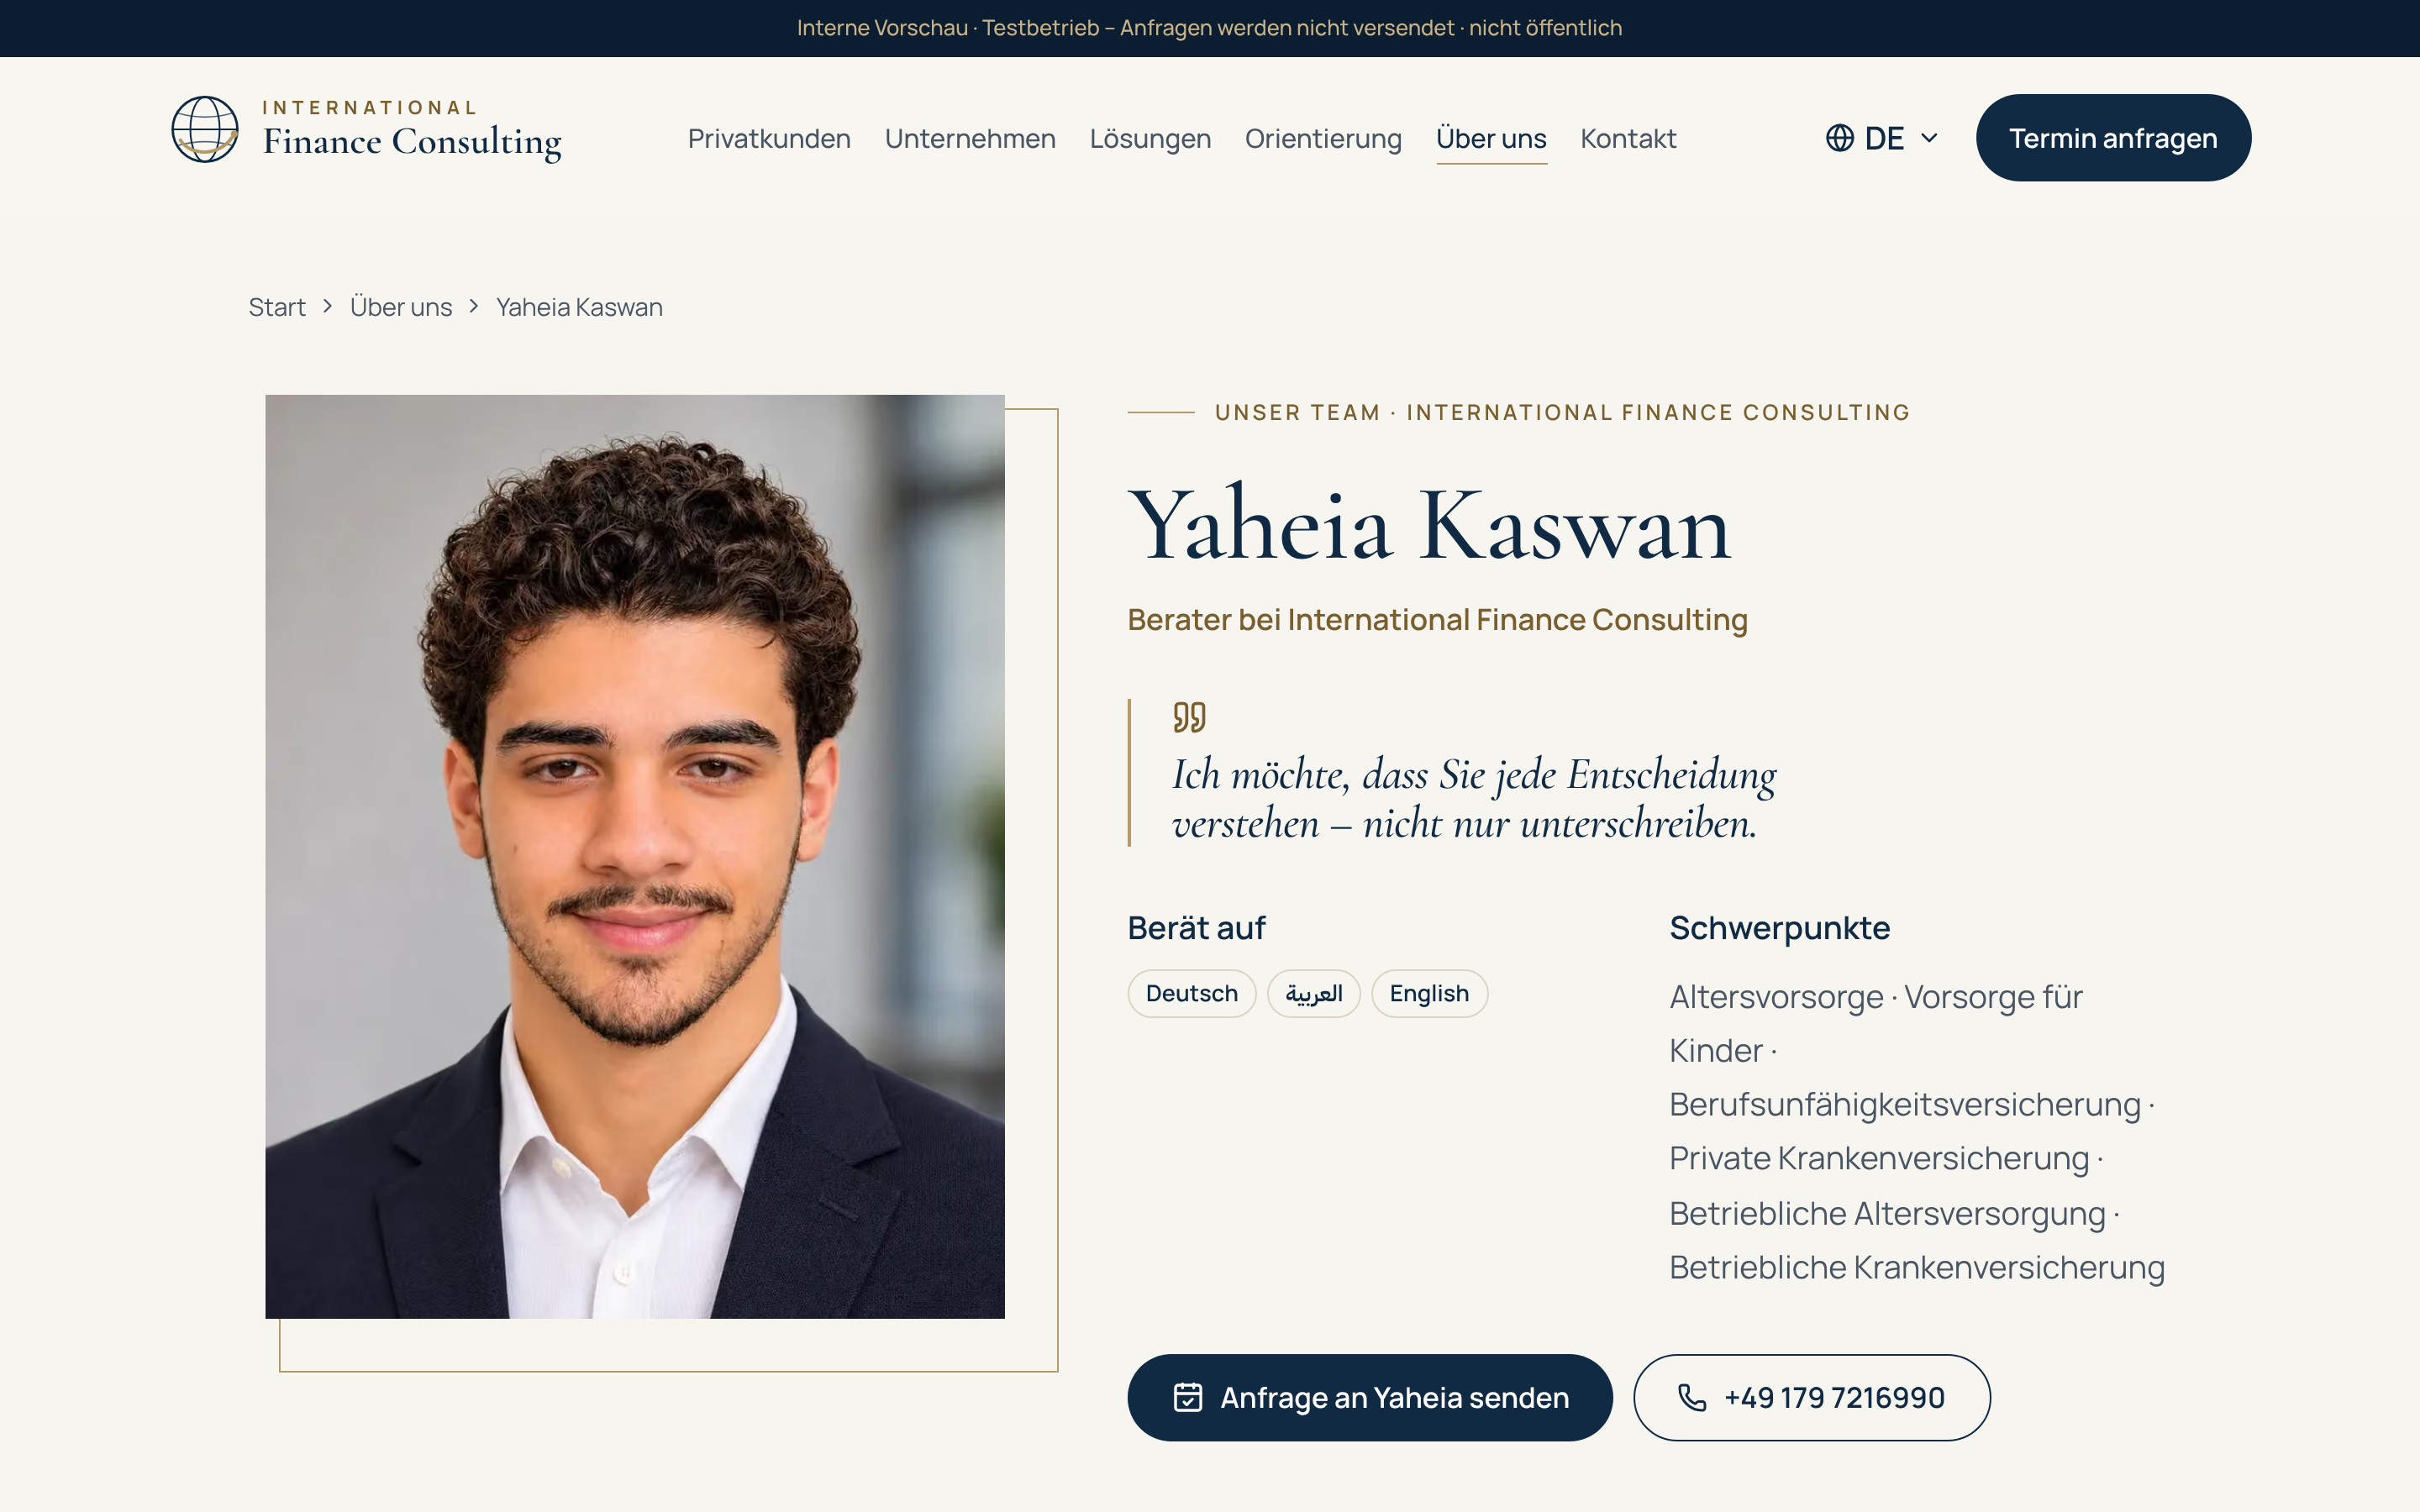 Interne Vorschau · Testbetrieb – Anfragen werden nicht versendet · nicht öffentlich
INTERNATIONAL
Finance Consulting
Privatkunden
Unternehmen
Lösungen
Orientierung
Über uns
Kontakt
DE
Termin anfragen
Start
Über uns
Yaheia Kaswan
UNSER TEAM · INTERNATIONAL FINANCE CONSULTING
Yaheia Kaswan
Berater bei International Finance Consulting
Ich möchte, dass Sie jede Entscheidung
verstehen – nicht nur unterschreiben.
Berät auf
Deutsch
العربية
English
Schwerpunkte
Altersvorsorge · Vorsorge für
Kinder ·
Berufsunfähigkeitsversicherung ·
Private Krankenversicherung ·
Betriebliche Altersversorgung ·
Betriebliche Krankenversicherung
Anfrage an Yaheia senden
+49 179 7216990